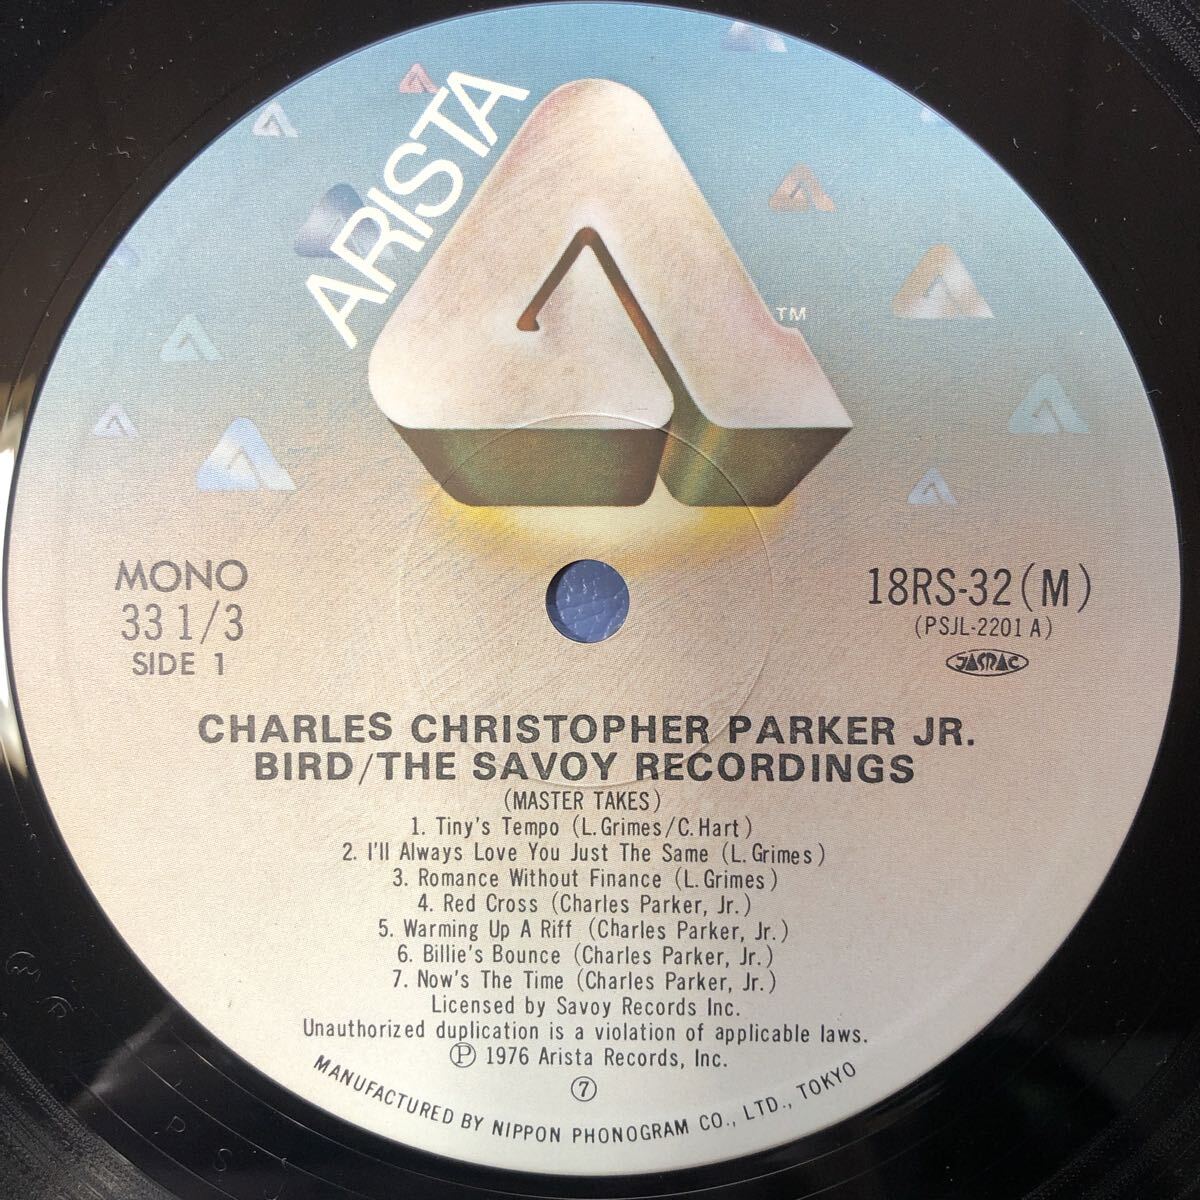 ARISTA
TM
MONO
33 1/3
SIDE 1
18RS-32(M)
(PSJL-2201 A)
JASRAC
CHARLES CHRISTOPHER PARKER JR.
BIRD/THE SAVOY RECORDINGS
(MASTER TAKES)
1. Tiny's Tempo (L.Grimes/C.Hart)
2. I'll Always Love You Just The Same (L.Grimes)
3. Romance Without Finance (L.Grimes)
4. Red Cross (Charles Parker, Jr.)
5. Warming Up A Riff (Charles Parker, Jr.)
6. Billie's Bounce (Charles Parker, Jr.)
7. Now's The Time (Charles Parker, Jr.)
Licensed by Savoy Records Inc.
Unauthorized duplication is a violation of applicable laws.
Ⓟ 1976 Arista Records, Inc.
⑦
MANUFACTURED BY NIPPON PHONOGRAM CO., LTD., TOKYO